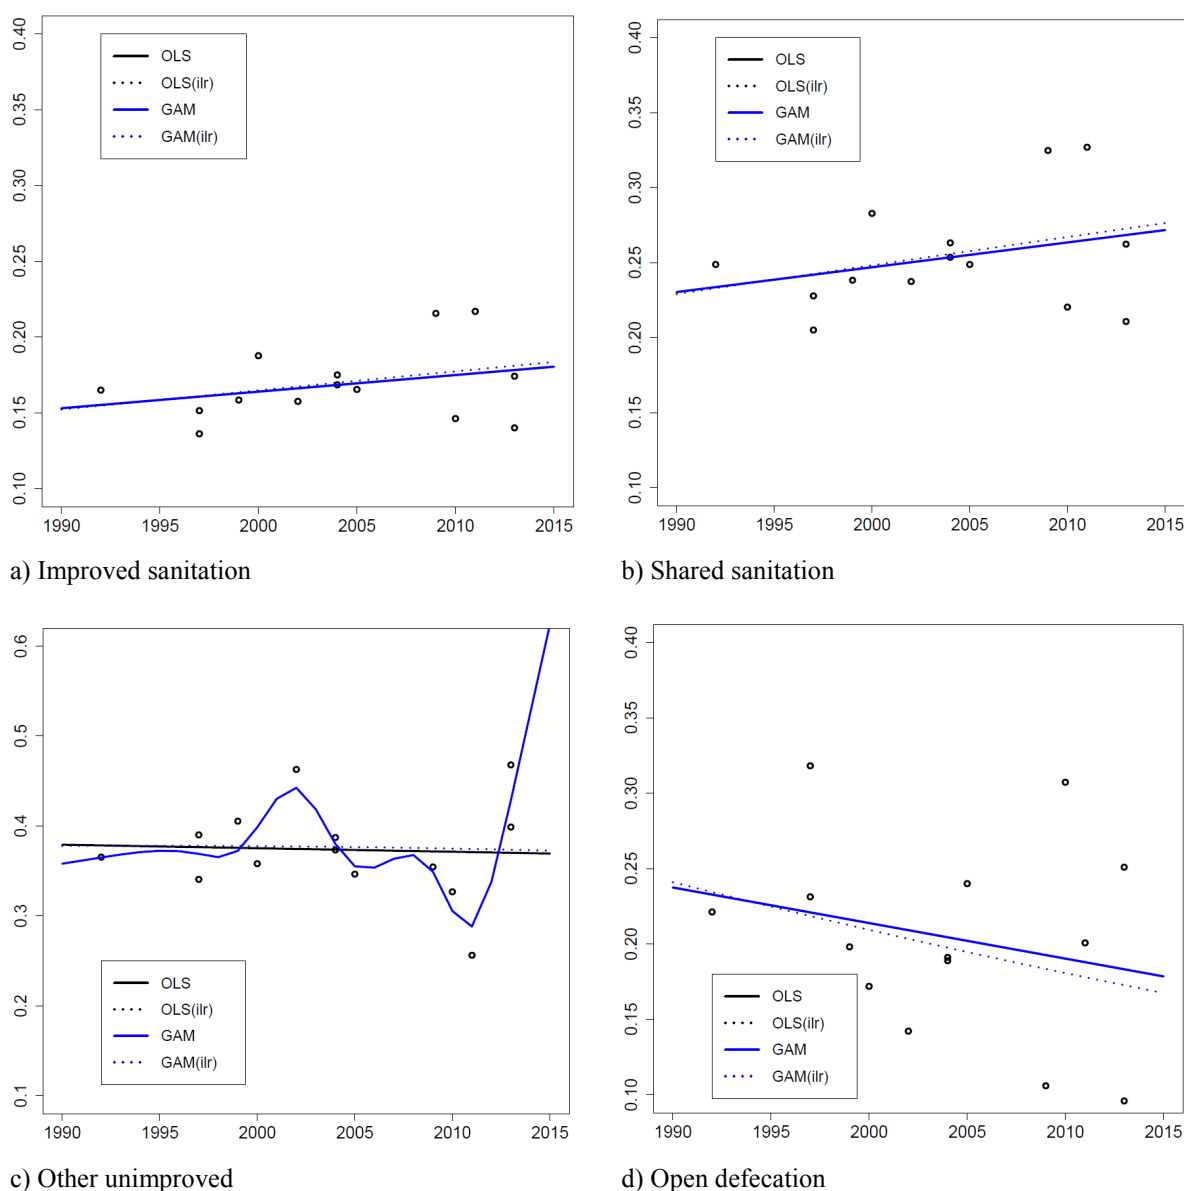 0.40
0.35
0.30
0.25
0.20
0.15
0.10
OLS
OLS(ilr)
GAM
GAM(ilr)
1990 1995 2000 2005 2010 2015
a) Improved sanitation
0.40
0.35
0.30
0.25
0.20
0.15
0.10
OLS
OLS(ilr)
GAM
GAM(ilr)
1990 1995 2000 2005 2010 2015
b) Shared sanitation
0.6
0.5
0.4
0.3
0.2
0.1
OLS
OLS(ilr)
GAM
GAM(ilr)
1990 1995 2000 2005 2010 2015
c) Other unimproved
0.40
0.35
0.30
0.25
0.20
0.15
0.10
OLS
OLS(ilr)
GAM
GAM(ilr)
1990 1995 2000 2005 2010 2015
d) Open defecation